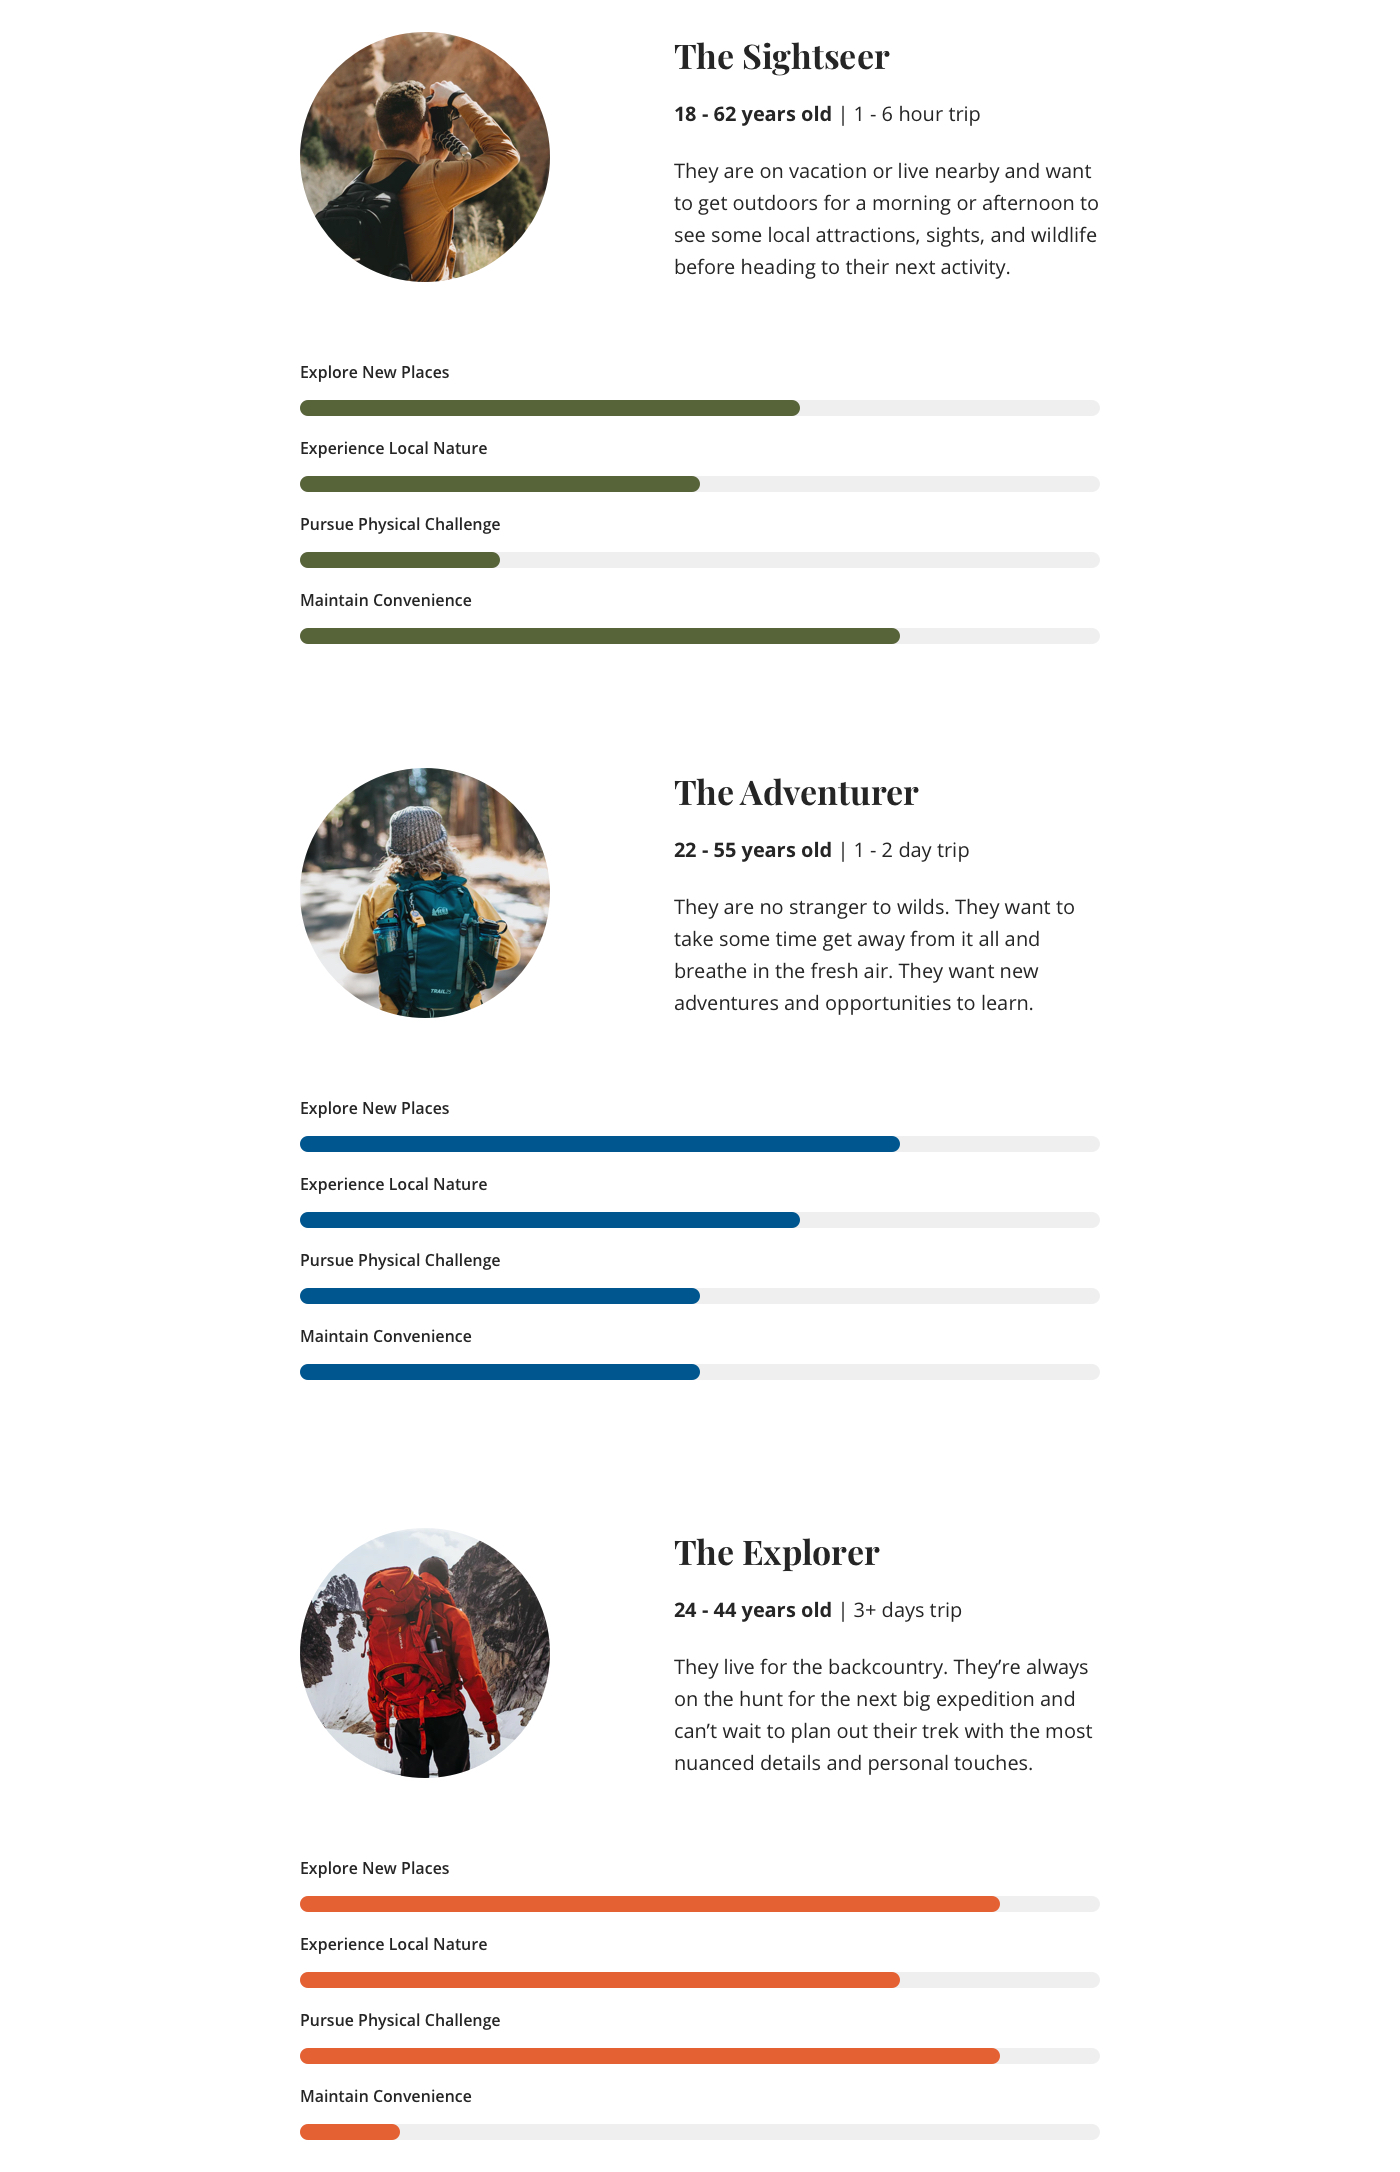 The Sightseer
18 - 62 years old | 1 - 6 hour trip
They are on vacation or live nearby and want
to get outdoors for a morning or afternoon to
see some local attractions, sights, and wildlife
before heading to their next activity.
Explore New Places
Experience Local Nature
Pursue Physical Challenge
Maintain Convenience
The Adventurer
22 - 55 years old | 1 - 2 day trip
They are no stranger to wilds. They want to
take some time get away from it all and
breathe in the fresh air. They want new
adventures and opportunities to learn.
REI
TRAIL25
Explore New Places
Experience Local Nature
Pursue Physical Challenge
Maintain Convenience
The Explorer
24 - 44 years old | 3+ days trip
They live for the backcountry. They’re always
on the hunt for the next big expedition and
can’t wait to plan out their trek with the most
nuanced details and personal touches.
Explore New Places
Experience Local Nature
Pursue Physical Challenge
Maintain Convenience